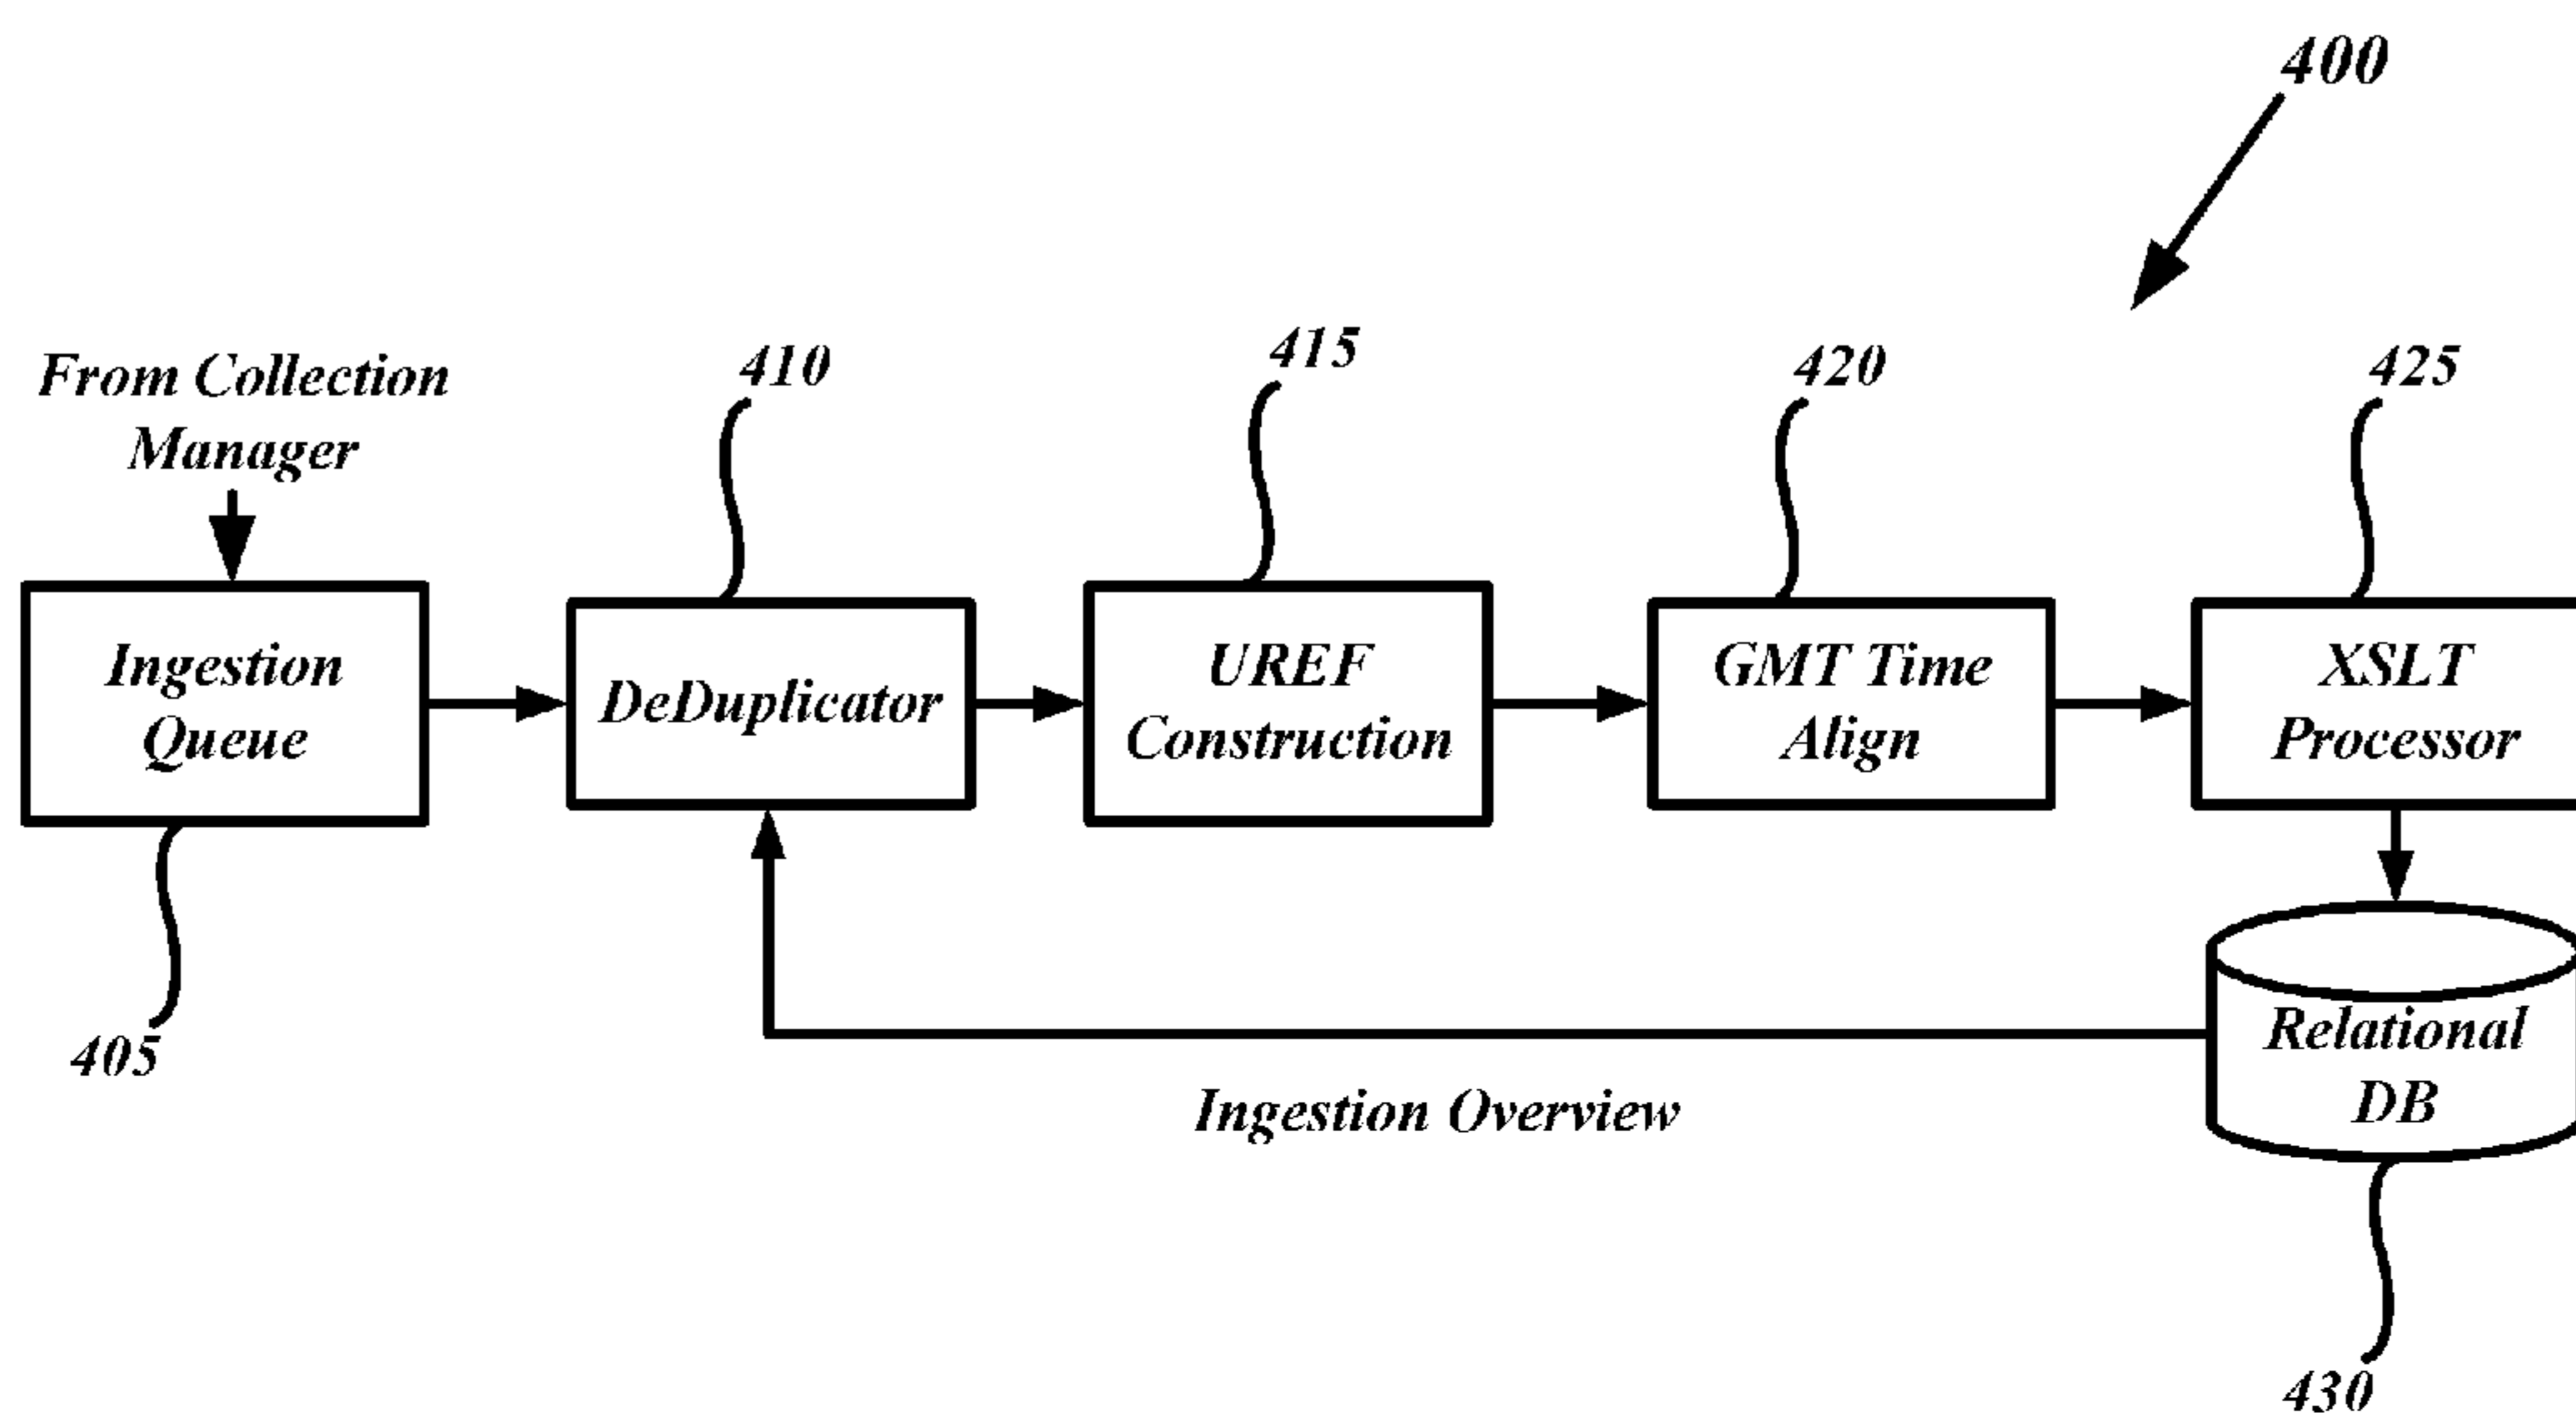 400
From Collection
Manager
410
415
420
425
Ingestion
Queue
DeDuplicator
UREF
Construction
GMT Time
Align
XSLT
Processor
405
Relational
DB
Ingestion Overview
430